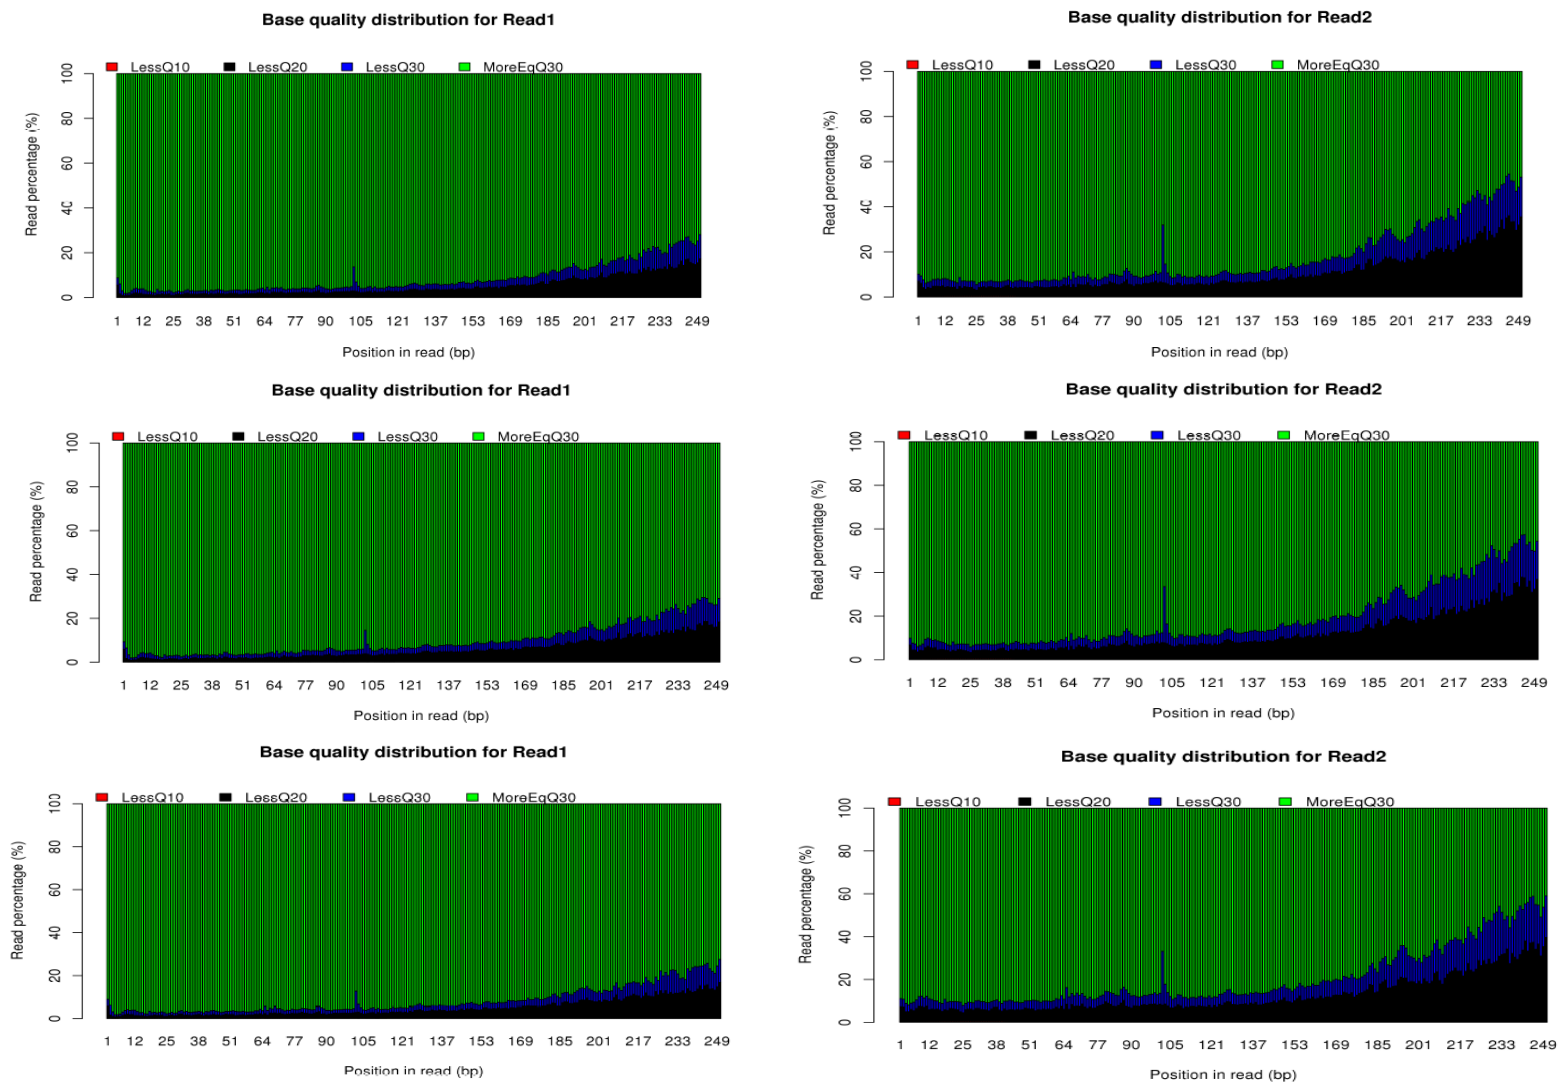 Base quality distribution for Read1
LessQ10 LessQ20 LessQ30 MoreEqQ30
Read percentage (%)
100
80
60
40
20
0
1 12 25 38 51 64 77 90 105 121 137 153 169 185 201 217 233 249
Position in read (bp)
Base quality distribution for Read2
LessQ10 LessQ20 LessQ30 MoreEqQ30
Read percentage (%)
100
80
60
40
20
0
1 12 25 38 51 64 77 90 105 121 137 153 169 185 201 217 233 249
Position in read (bp)
Base quality distribution for Read1
LessQ10 LessQ20 LessQ30 MoreEqQ30
Read percentage (%)
100
80
60
40
20
0
1 12 25 38 51 64 77 90 105 121 137 153 169 185 201 217 233 249
Position in read (bp)
Base quality distribution for Read2
LessQ10 LessQ20 LessQ30 MoreEqQ30
Read percentage (%)
100
80
60
40
20
0
1 12 25 38 51 64 77 90 105 121 137 153 169 185 201 217 233 249
Position in read (bp)
Base quality distribution for Read1
LessQ10 LessQ20 LessQ30 MoreEqQ30
Read percentage (%)
100
80
60
40
20
0
1 12 25 38 51 64 77 90 105 121 137 153 169 185 201 217 233 249
Position in read (bp)
Base quality distribution for Read2
LessQ10 LessQ20 LessQ30 MoreEqQ30
Read percentage (%)
100
80
60
40
20
0
1 12 25 38 51 64 77 90 105 121 137 153 169 185 201 217 233 249
Position in read (bp)